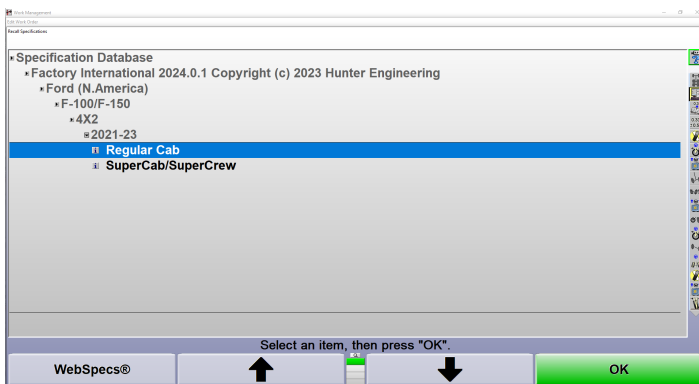 Work Management
Edit Work Order
Recall Specifications
Specification Database
Factory International 2024.0.1 Copyright (c) 2023 Hunter Engineering
Ford (N.America)
F-100/F-150
4X2
2021-23
Regular Cab
SuperCab/SuperCrew
Select an item, then press "OK".
WebSpecs®
OK